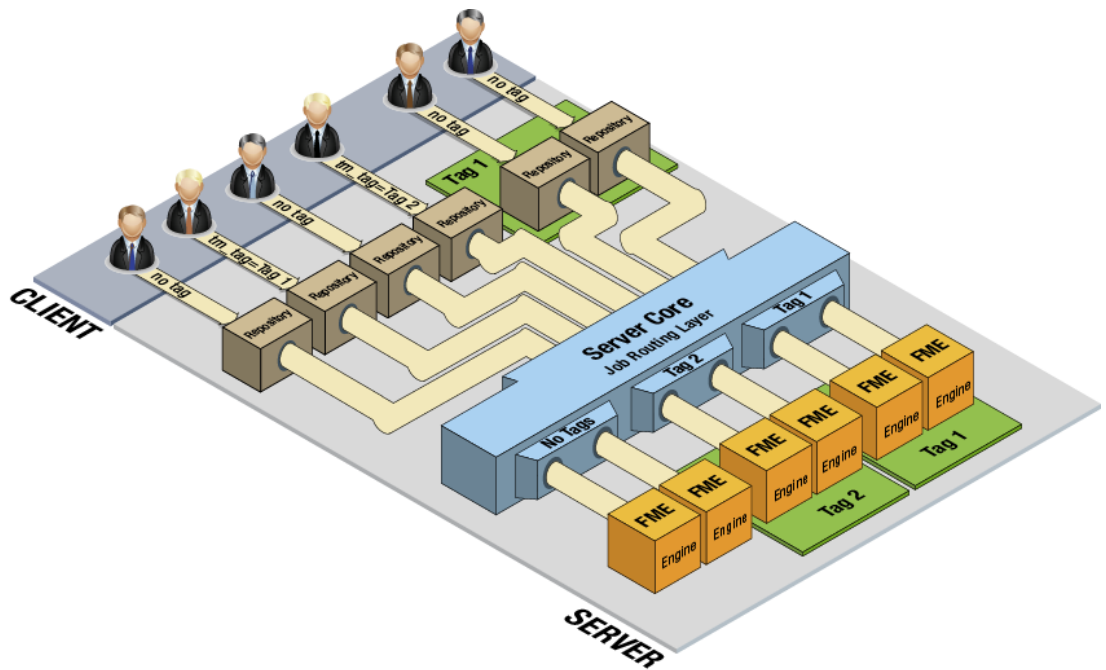 no tag
no tag
tm_tag=Tag 2
no tag
tm_tag=Tag 1
no tag
Tag 1
Repository
Repository
Repository
Repository
Repository
Repository
CLIENT
Server Core
Job Routing Layer
Tag 1
Tag 2
No Tags
FME
Engine
FME
Engine
FME
Engine
FME
Engine
FME
Engine
FME
Engine
Tag 1
Tag 2
SERVER